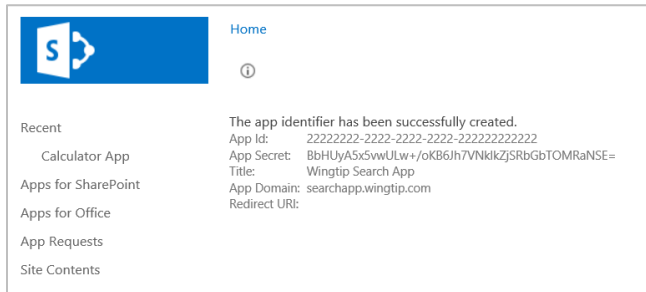 S
Home
Recent
Calculator App
Apps for SharePoint
Apps for Office
App Requests
Site Contents
The app identifier has been successfully created.
App Id: 22222222-2222-2222-2222-222222222222
App Secret: BbHUyA5x5vwULw+/oKB6Jh7VNklkZjSRbGbTOMRaNSE=
Title: Wingtip Search App
App Domain: searchapp.wingtip.com
Redirect URI: